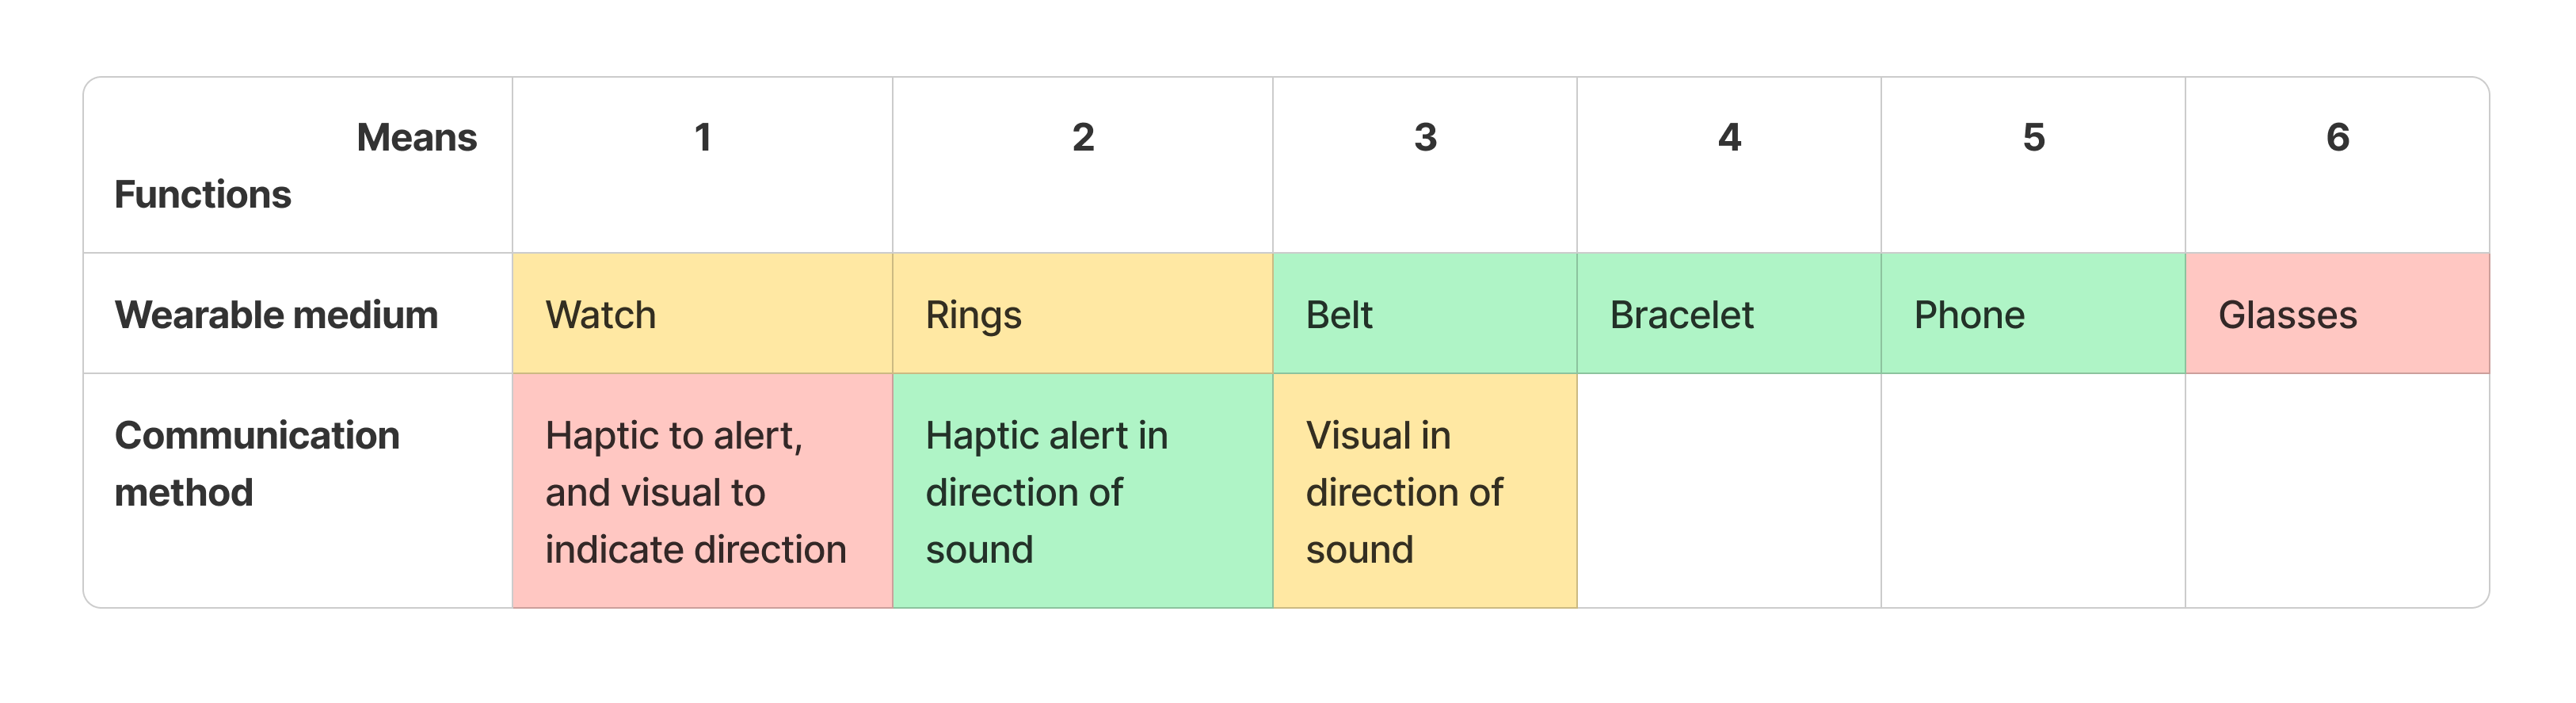 Means 1 2 3 4 5 6
Functions
Wearable medium Watch Rings Belt Bracelet Phone Glasses
Communication
method
Haptic to alert,
and visual to
indicate direction
Haptic alert in
direction of
sound
Visual in
direction of
sound